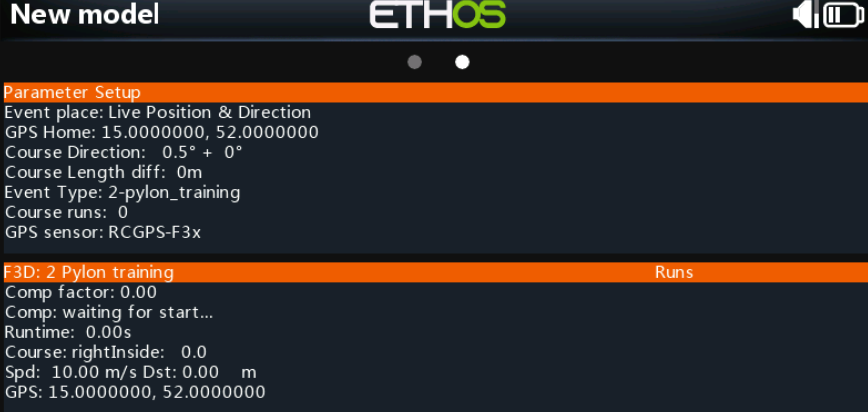 New model ETHOS
Parameter Setup
Event place: Live Position & Direction
GPS Home: 15.0000000, 52.0000000
Course Direction: 0.5° + 0°
Course Length diff: 0m
Event Type: 2-pylon_training
Course runs: 0
GPS sensor: RCGPS-F3x
F3D: 2 Pylon training Runs
Comp factor: 0.00
Comp: waiting for start...
Runtime: 0.00s
Course: rightInside: 0.0
Spd: 10.00 m/s Dst: 0.00 m
GPS: 15.0000000, 52.0000000